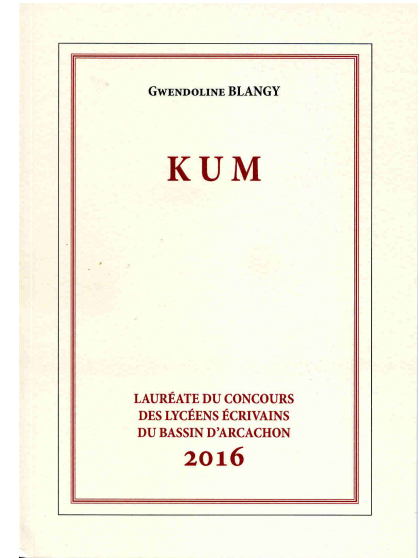 Gwendoline BLANGY
KUM
LAURÉATE DU CONCOURS
DES LYCÉENS ÉCRIVAINS
DU BASSIN D'ARCACHON
2016